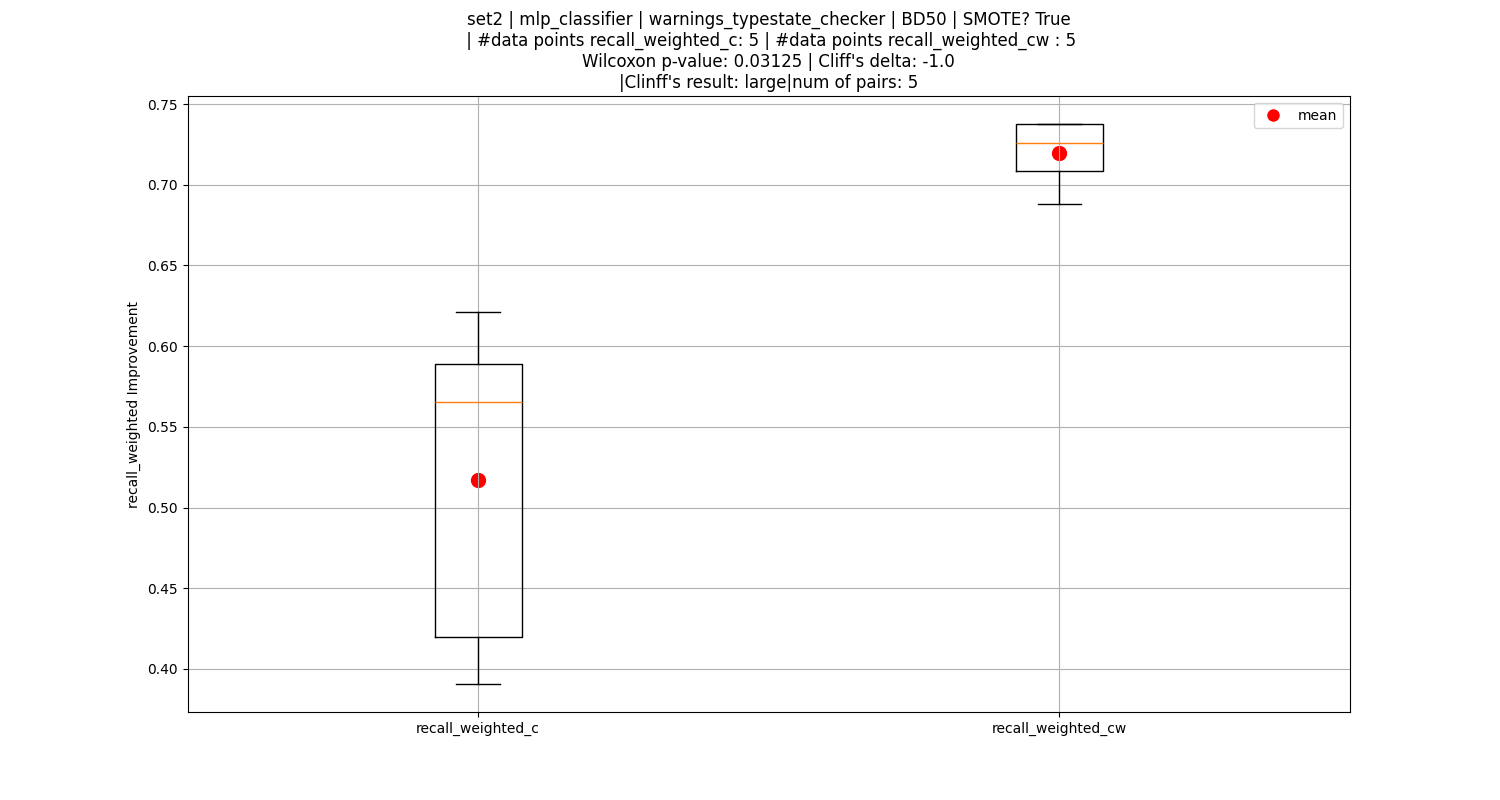 set2 | mlp_classifier | warnings_typestate_checker | BD50 | SMOTE? True
| #data points recall_weighted_c: 5 | #data points recall_weighted_cw : 5
Wilcoxon p-value: 0.03125 | Cliff's delta: -1.0
|Clinff's result: large|num of pairs: 5
mean
recall_weighted Improvement
0.75
0.70
0.65
0.60
0.55
0.50
0.45
0.40
recall_weighted_c
recall_weighted_cw